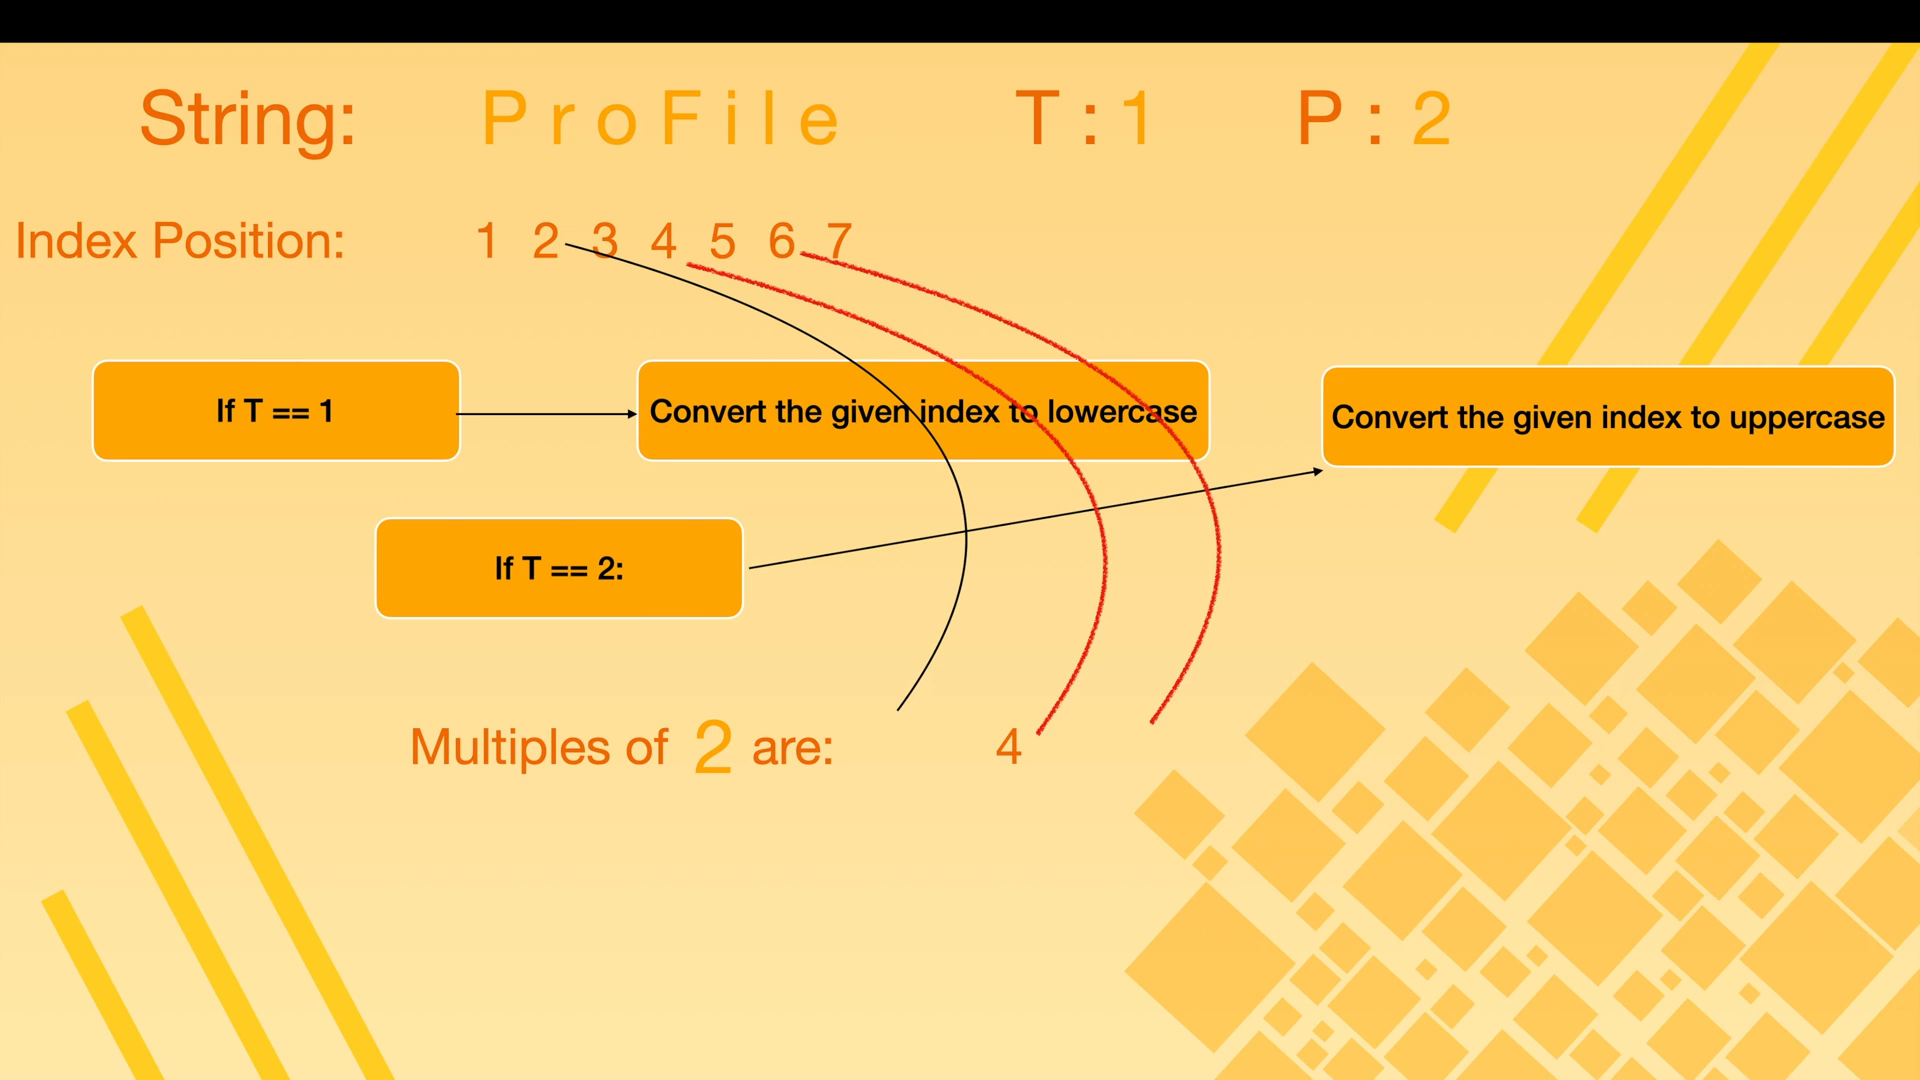 String: P r o F i l e T : 1 P : 2
Index Position: 1 2 3 4 5 6 7
If T == 1
Convert the given index to lowercase
Convert the given index to uppercase
If T == 2:
Multiples of 2 are: 4